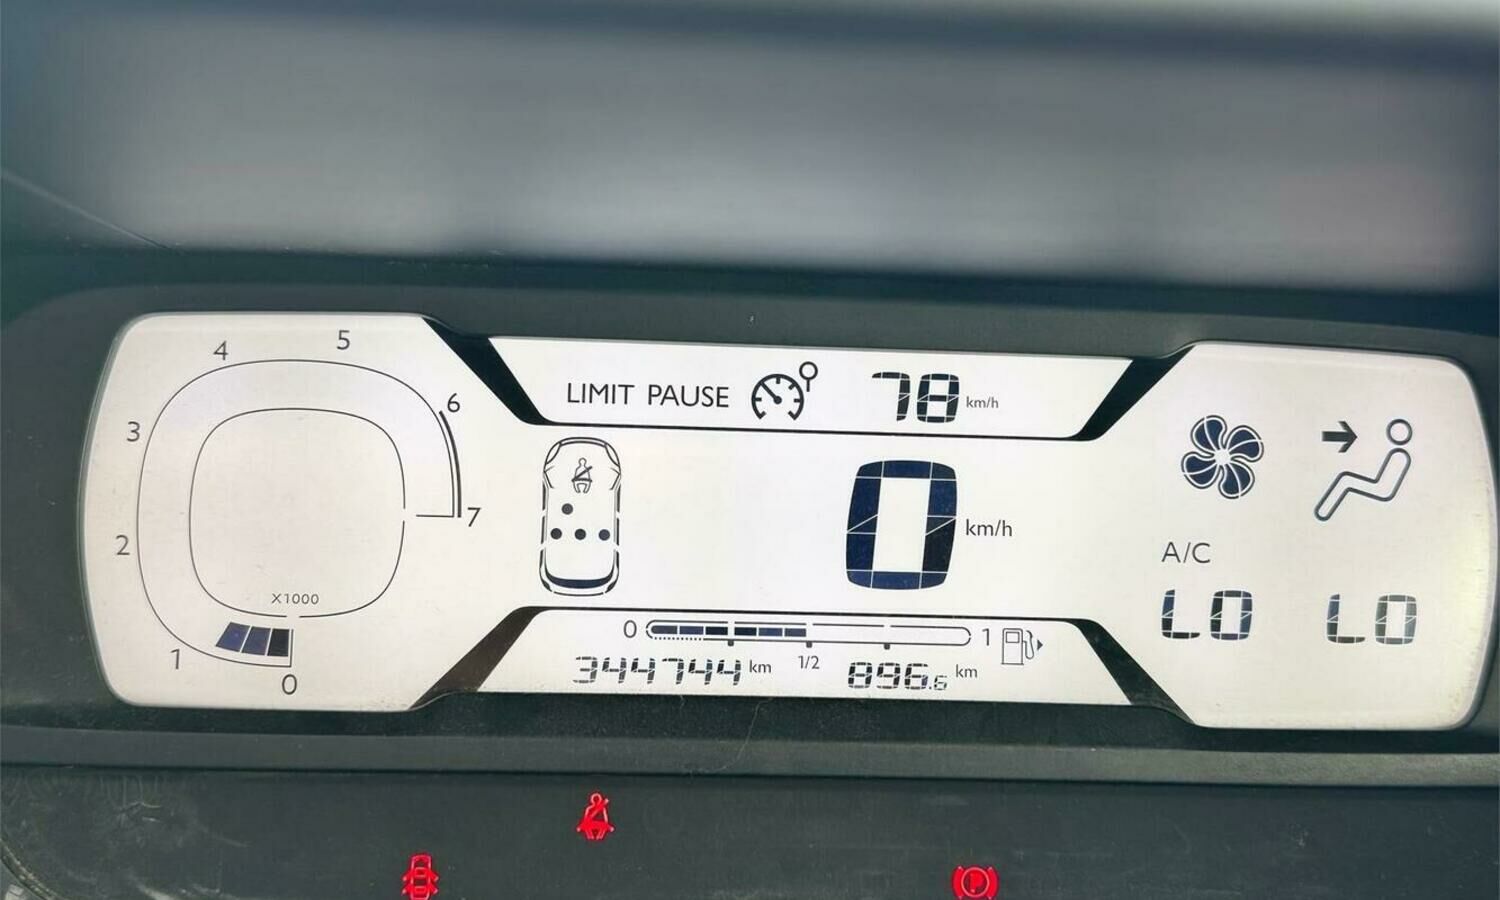 5
4
6
3
7
2
X1000
1
0
LIMIT PAUSE 78 km/h
0 km/h
0 1/2 1
344744 km 896.6 km
A/C
LO LO
P